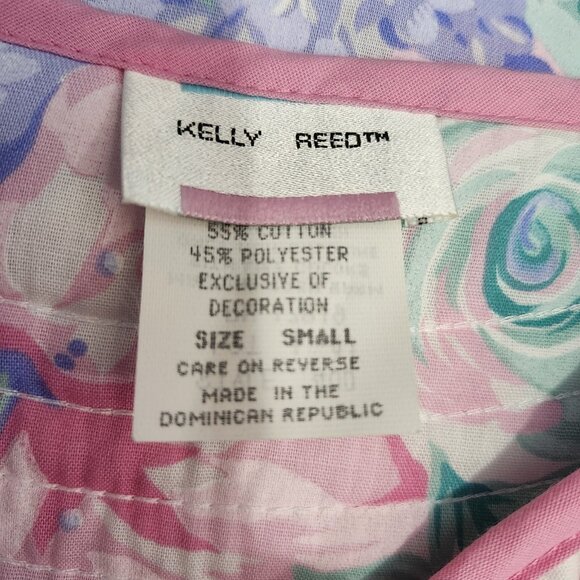 KELLY REED™
55% COTTON
45% POLYESTER
EXCLUSIVE OF
DECORATION
SIZE SMALL
CARE ON REVERSE
MADE IN THE
DOMINICAN REPUBLIC